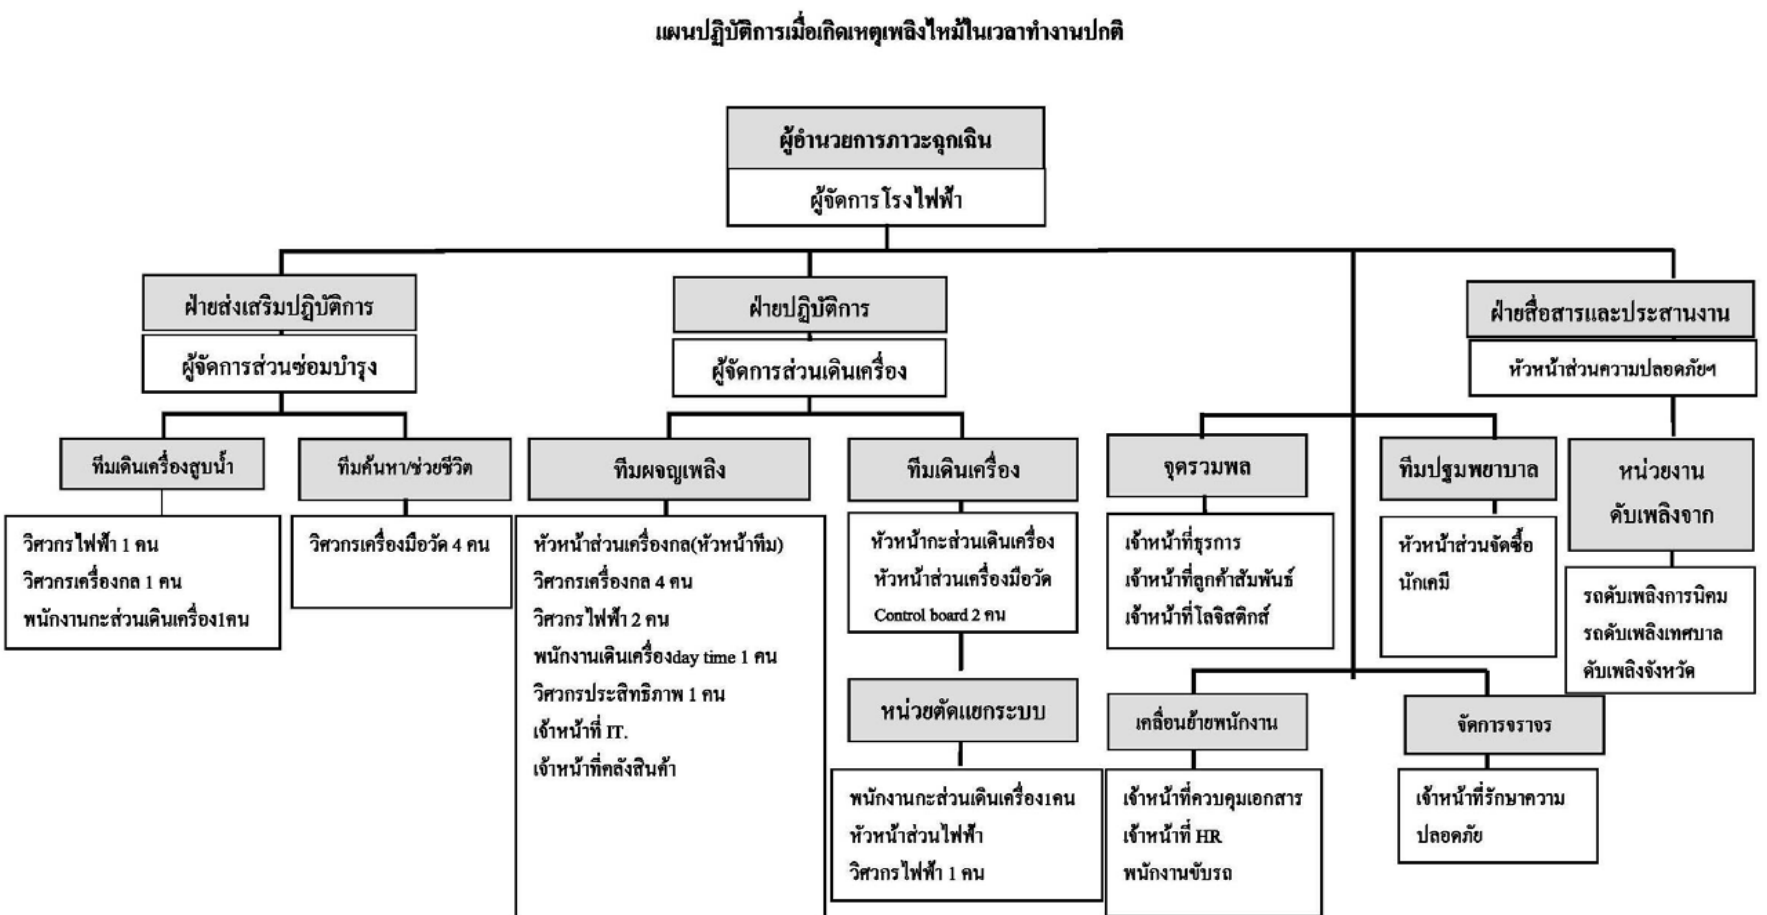 แผนปฏิบัติการเมื่อเกิดเหตุเพลิงไหม้ในเวลาทำงานปกติ
ผู้อำนวยการภาวะฉุกเฉิน
ผู้จัดการโรงไฟฟ้า
ฝ่ายส่งเสริมปฏิบัติการ
ผู้จัดการส่วนซ่อมบำรุง
ฝ่ายปฏิบัติการ
ผู้จัดการส่วนเดินเครื่อง
ฝ่ายสื่อสารและประสานงาน
หัวหน้าส่วนความปลอดภัยฯ
ทีมเดินเครื่องสูบน้ำ
วิศวกรไฟฟ้า 1 คน
วิศวกรเครื่องกล 1 คน
พนักงานกะส่วนเดินเครื่อง1คน
ทีมค้นหา/ช่วยชีวิต
วิศวกรเครื่องมือวัด 4 คน
ทีมผจญเพลิง
หัวหน้าส่วนเครื่องกล(หัวหน้าทีม)
วิศวกรเครื่องกล 4 คน
วิศวกรไฟฟ้า 2 คน
พนักงานเดินเครื่องday time 1 คน
วิศวกรประสิทธิภาพ 1 คน
เจ้าหน้าที่ IT.
เจ้าหน้าที่คลังสินค้า
ทีมเดินเครื่อง
หัวหน้ากะส่วนเดินเครื่อง
หัวหน้าส่วนเครื่องมือวัด
Control board 2 คน
หน่วยตัดแยกระบบ
พนักงานกะส่วนเดินเครื่อง1คน
หัวหน้าส่วนไฟฟ้า
วิศวกรไฟฟ้า 1 คน
จุดรวมพล
เจ้าหน้าที่ธุรการ
เจ้าหน้าที่ลูกค้าสัมพันธ์
เจ้าหน้าที่โลจิสติกส์
ทีมปฐมพยาบาล
หัวหน้าส่วนจัดซื้อ
นักเคมี
หน่วยงาน
ดับเพลิงจาก
รถดับเพลิงการนิคม
รถดับเพลิงเทศบาล
ดับเพลิงจังหวัด
เคลื่อนย้ายพนักงาน
เจ้าหน้าที่ควบคุมเอกสาร
เจ้าหน้าที่ HR
พนักงานขับรถ
จัดการจราจร
เจ้าหน้าที่รักษาความ
ปลอดภัย